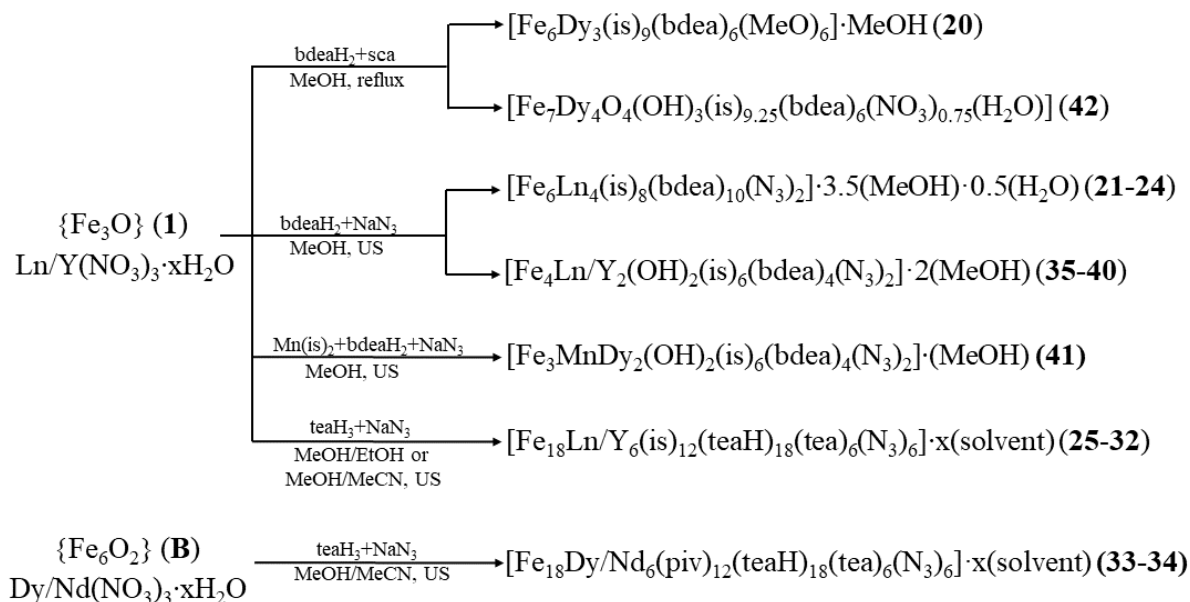 bdeaH₂+sca
MeOH, reflux
[Fe₆Dy₃(is)₉(bdea)₆(MeO)₆]·MeOH (20)
[Fe₇Dy₄O₄(OH)₃(is)₉.₂₅(bdea)₆(NO₃)₀.₇₅(H₂O)] (42)
{Fe₃O} (1)
Ln/Y(NO₃)₃·xH₂O
bdeaH₂+NaN₃
MeOH, US
[Fe₆Ln₄(is)₈(bdea)₁₀(N₃)₂]·3.5(MeOH)·0.5(H₂O) (21-24)
[Fe₄Ln/Y₂(OH)₂(is)₆(bdea)₄(N₃)₂]·2(MeOH) (35-40)
Mn(is)₂+bdeaH₂+NaN₃
MeOH, US
[Fe₃MnDy₂(OH)₂(is)₆(bdea)₄(N₃)₂]·(MeOH) (41)
teaH₃+NaN₃
MeOH/EtOH or
MeOH/MeCN, US
[Fe₁₈Ln/Y₆(is)₁₂(teaH)₁₈(tea)₆(N₃)₆]·x(solvent) (25-32)
{Fe₆O₂} (B)
Dy/Nd(NO₃)₃·xH₂O
teaH₃+NaN₃
MeOH/MeCN, US
[Fe₁₈Dy/Nd₆(piv)₁₂(teaH)₁₈(tea)₆(N₃)₆]·x(solvent) (33-34)